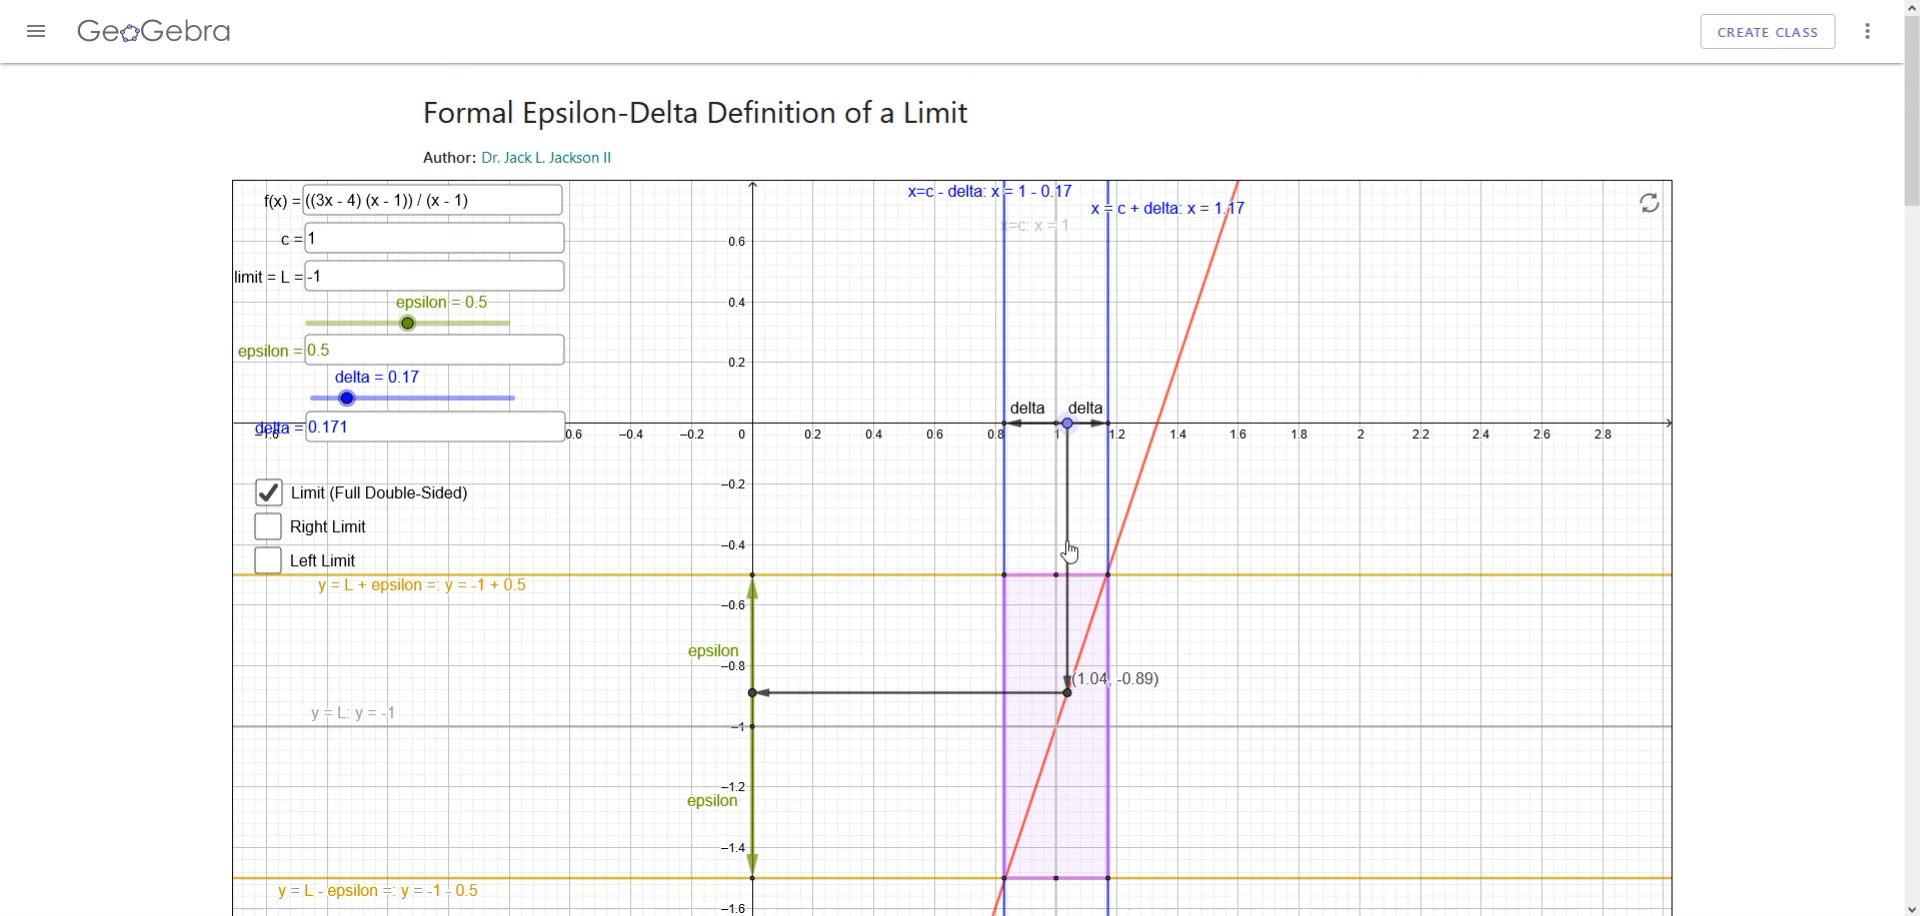 GeoGebra
CREATE CLASS
Formal Epsilon-Delta Definition of a Limit
Author: Dr. Jack L. Jackson II
f(x) = ((3x - 4) (x - 1)) / (x - 1)
c = 1
limit = L = -1
epsilon = 0.5
epsilon = 0.5
delta = 0.17
delta = 0.171
Limit (Full Double-Sided)
Right Limit
Left Limit
x=c - delta: x = 1 - 0.17
x = c + delta: x = 1.17
x=c: x = 1
0.6
0.4
0.2
delta delta
−1.6 0.6 −0.4 −0.2 0 0.2 0.4 0.6 0.8 1 1.2 1.4 1.6 1.8 2 2.2 2.4 2.6 2.8
−0.2
−0.4
y = L + epsilon =: y = -1 + 0.5
−0.6
epsilon
−0.8
(1.04, -0.89)
y = L: y = -1
−1
−1.2
epsilon
−1.4
y = L - epsilon =: y = -1 - 0.5
−1.6